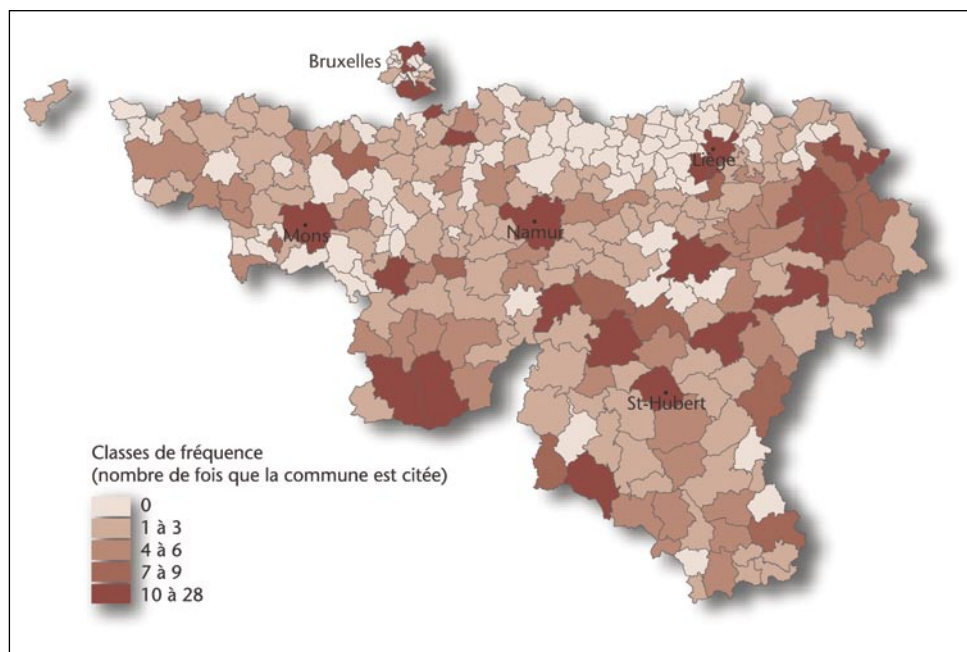 Bruxelles
Liège
Mons
Namur
St-Hubert
Classes de fréquence
(nombre de fois que la commune est citée)
0
1 à 3
4 à 6
7 à 9
10 à 28